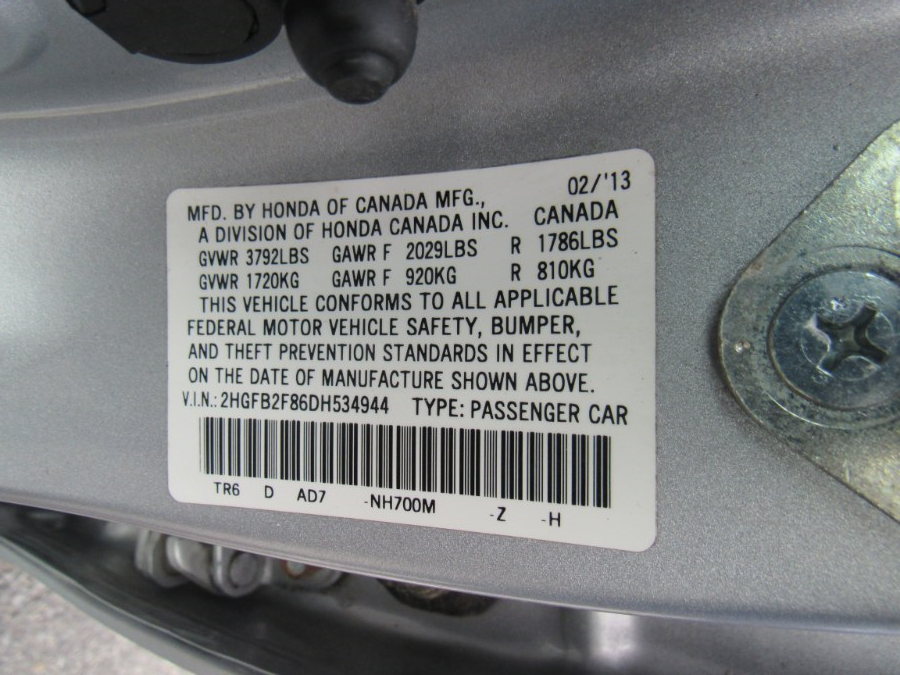 02/'13
MFD. BY HONDA OF CANADA MFG.,
A DIVISION OF HONDA CANADA INC. CANADA
GVWR 3792LBS GAWR F 2029LBS R 1786LBS
GVWR 1720KG GAWR F 920KG R 810KG
THIS VEHICLE CONFORMS TO ALL APPLICABLE
FEDERAL MOTOR VEHICLE SAFETY, BUMPER,
AND THEFT PREVENTION STANDARDS IN EFFECT
ON THE DATE OF MANUFACTURE SHOWN ABOVE.
V.I.N.: 2HGFB2F86DH534944 TYPE: PASSENGER CAR
TR6 D AD7 -NH700M -Z -H